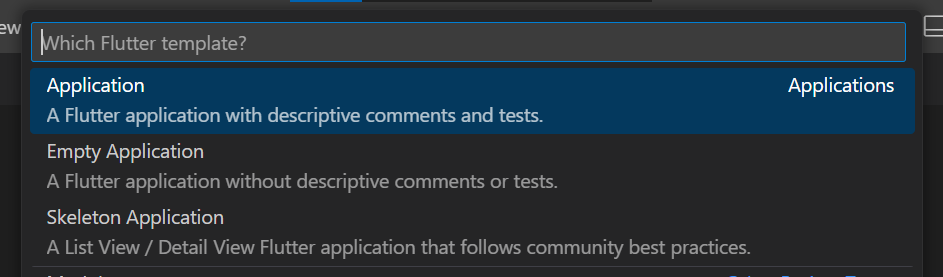 ew
Which Flutter template?
Application Applications
A Flutter application with descriptive comments and tests.
Empty Application
A Flutter application without descriptive comments or tests.
Skeleton Application
A List View / Detail View Flutter application that follows community best practices.